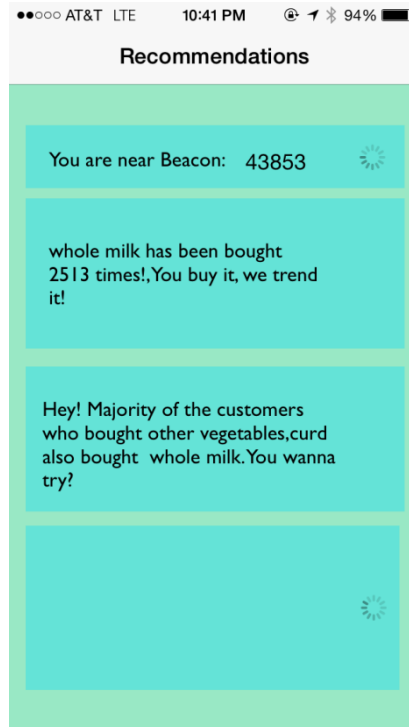 AT&T LTE 10:41 PM 94%
Recommendations
You are near Beacon: 43853
whole milk has been bought
2513 times!,You buy it, we trend
it!
Hey! Majority of the customers
who bought other vegetables,curd
also bought  whole milk.You wanna
try?